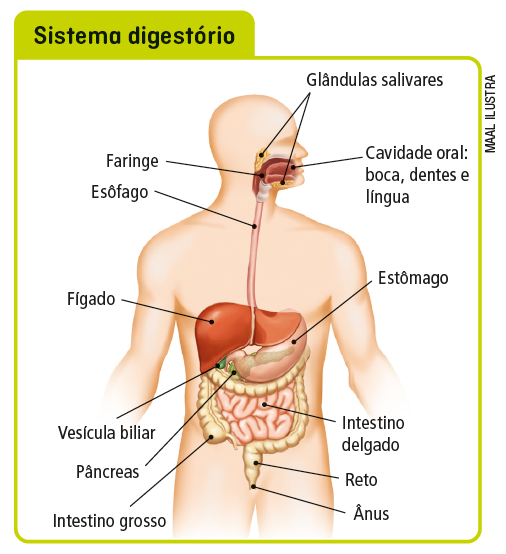 Sistema digestório
Glândulas salivares
MAAL ILUSTRA
Faringe
Cavidade oral:
boca, dentes e
língua
Esôfago
Estômago
Fígado
Vesícula biliar
Intestino
delgado
Pâncreas
Reto
Intestino grosso
Ânus